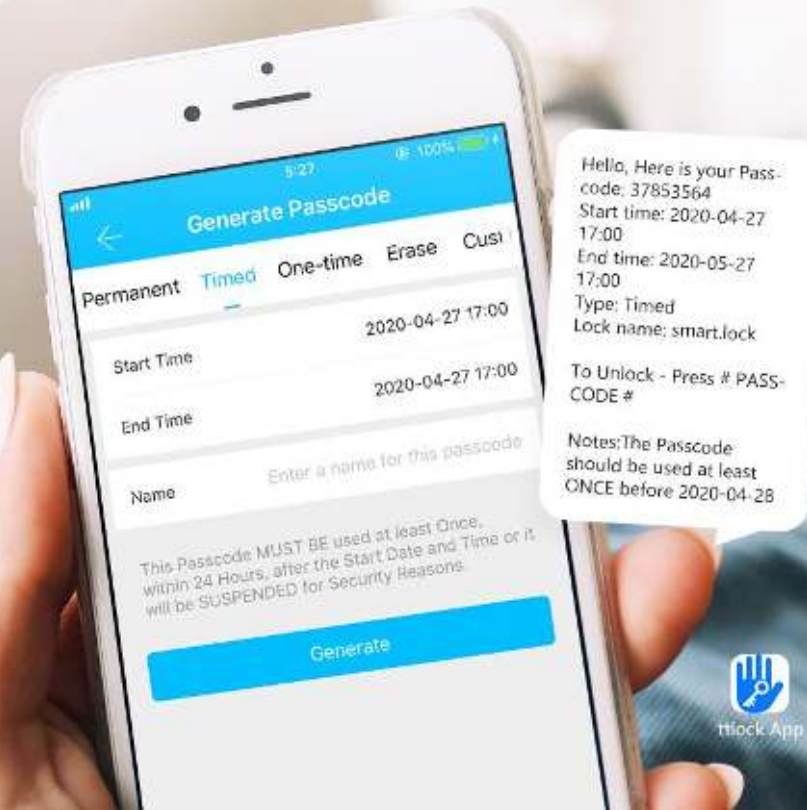 5:27
100%
Generate Passcode
Permanent Timed One-time Erase Cusi
Start Time 2020-04-27 17:00
End Time 2020-04-27 17:00
Name Enter a name for this passcode
This Passcode MUST BE used at least Once,
within 24 Hours, after the Start Date and Time or it
will be SUSPENDED for Security Reasons.
Generate
Hello, Here is your Pass-
code: 37853564
Start time: 2020-04-27
17:00
End time: 2020-05-27
17:00
Type: Timed
Lock name: smart.lock
To Unlock - Press # PASS-
CODE #
Notes;The Passcode
should be used at least
ONCE before 2020-04-28
ttlock App